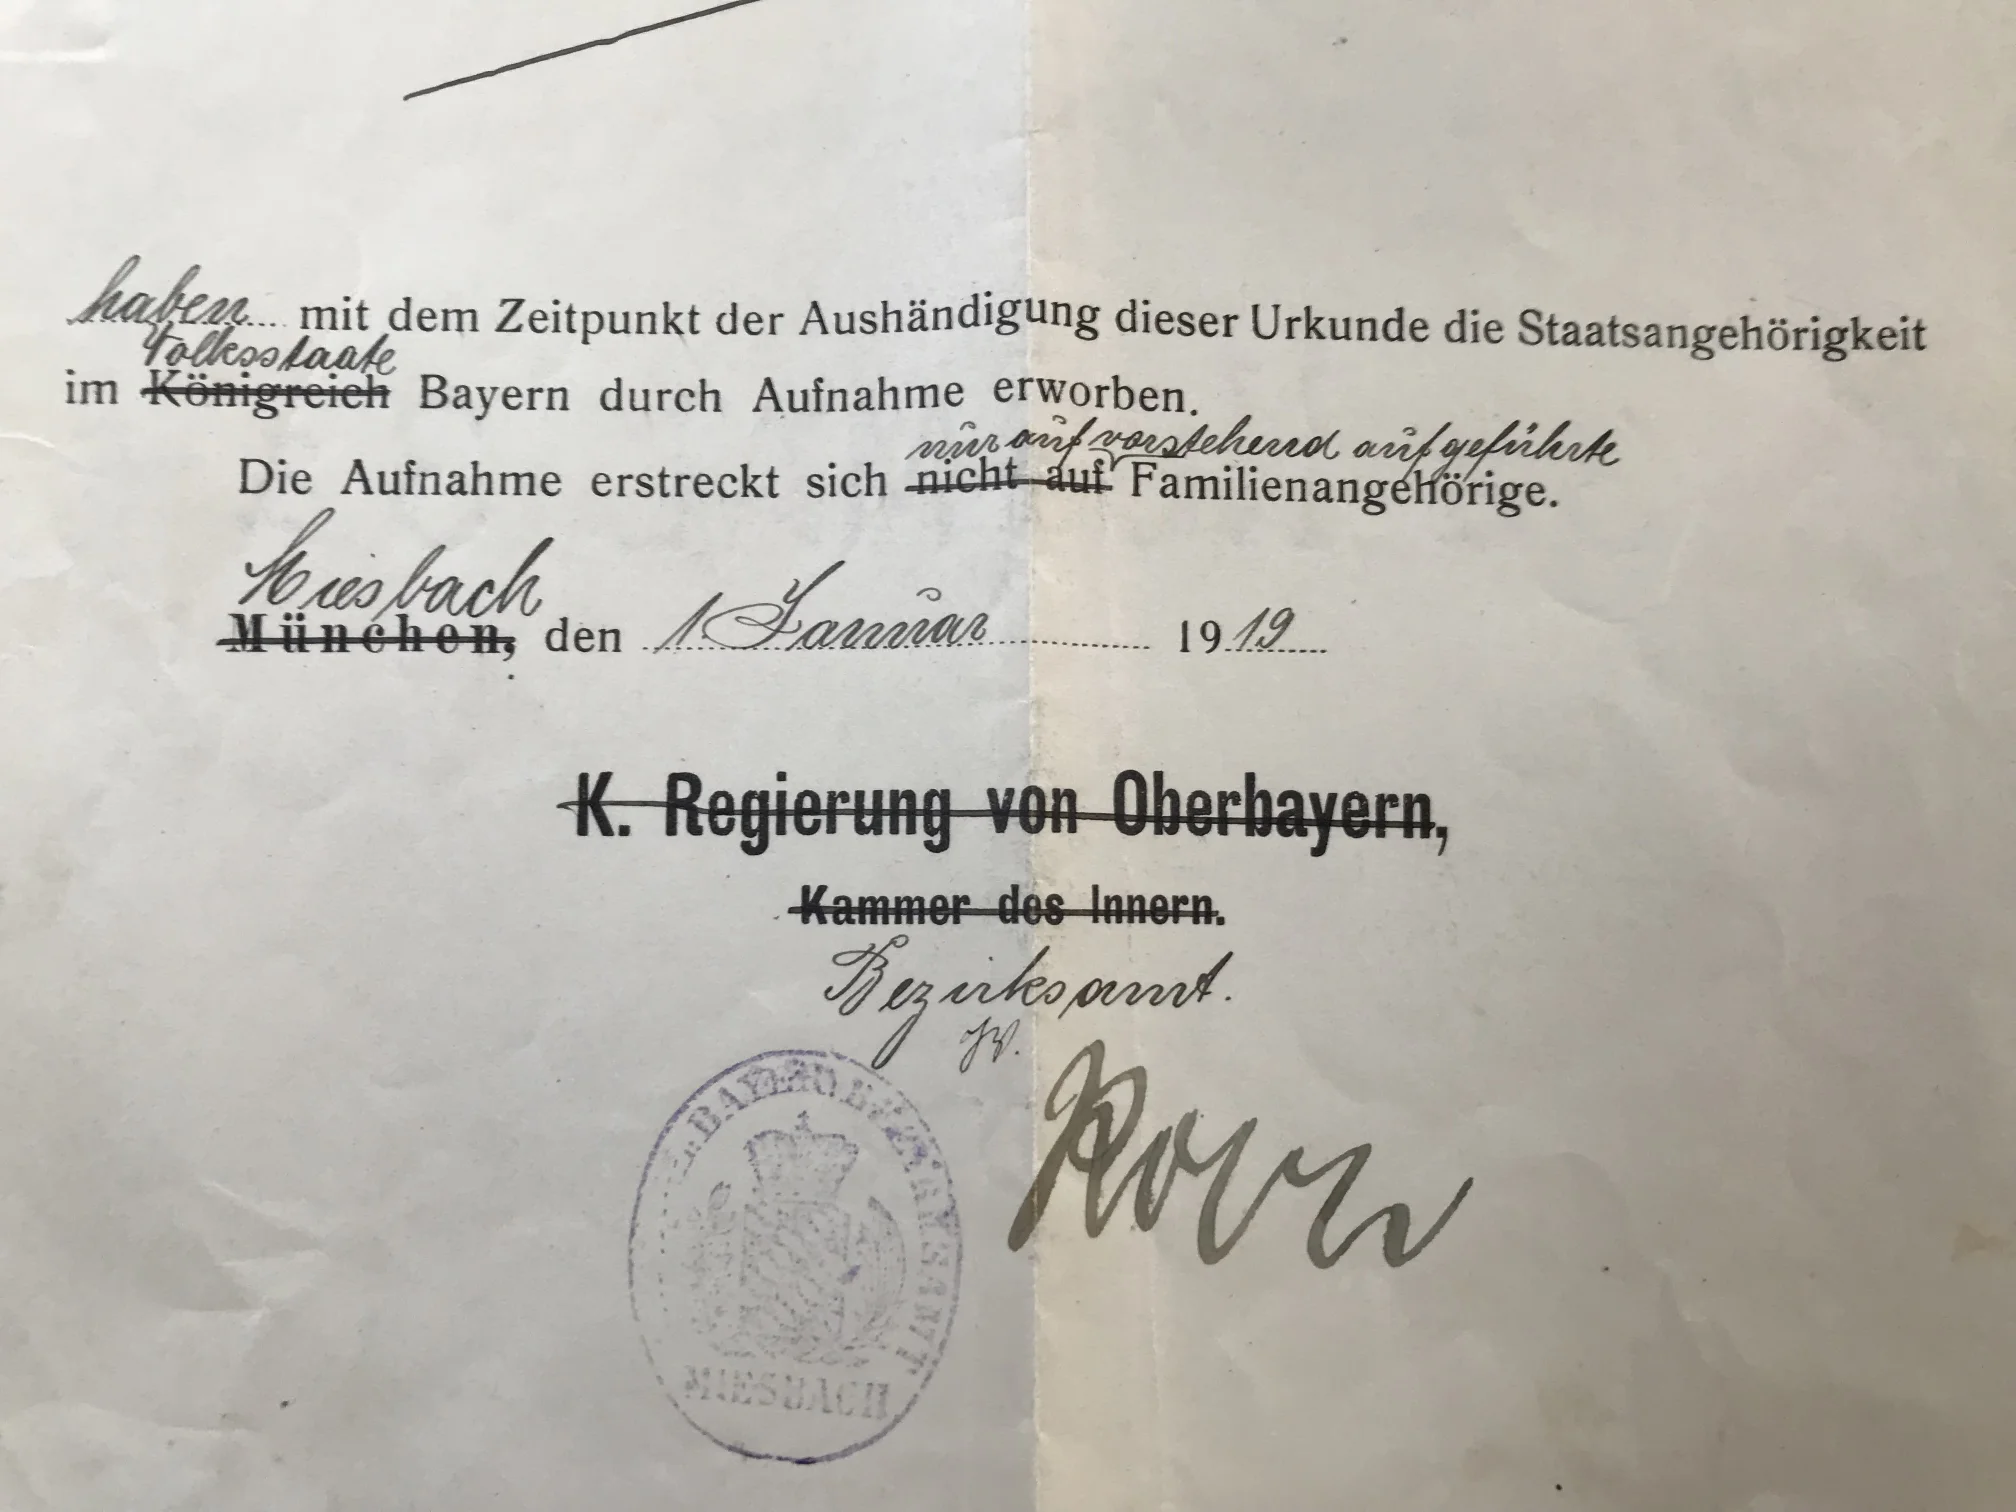 haben mit dem Zeitpunkt der Aushändigung dieser Urkunde die Staatsangehörigkeit
Volksstaate
im Königreich Bayern durch Aufnahme erworben.
nur auf vorstehend aufgeführte
Die Aufnahme erstreckt sich nicht auf Familienangehörige.
Miesbach
München, den 1. Januar 1919
K. Regierung von Oberbayern,
Kammer des Innern.
Bezirksamt.
K. BAYER. BEZIRKSAMT
MIESBACH